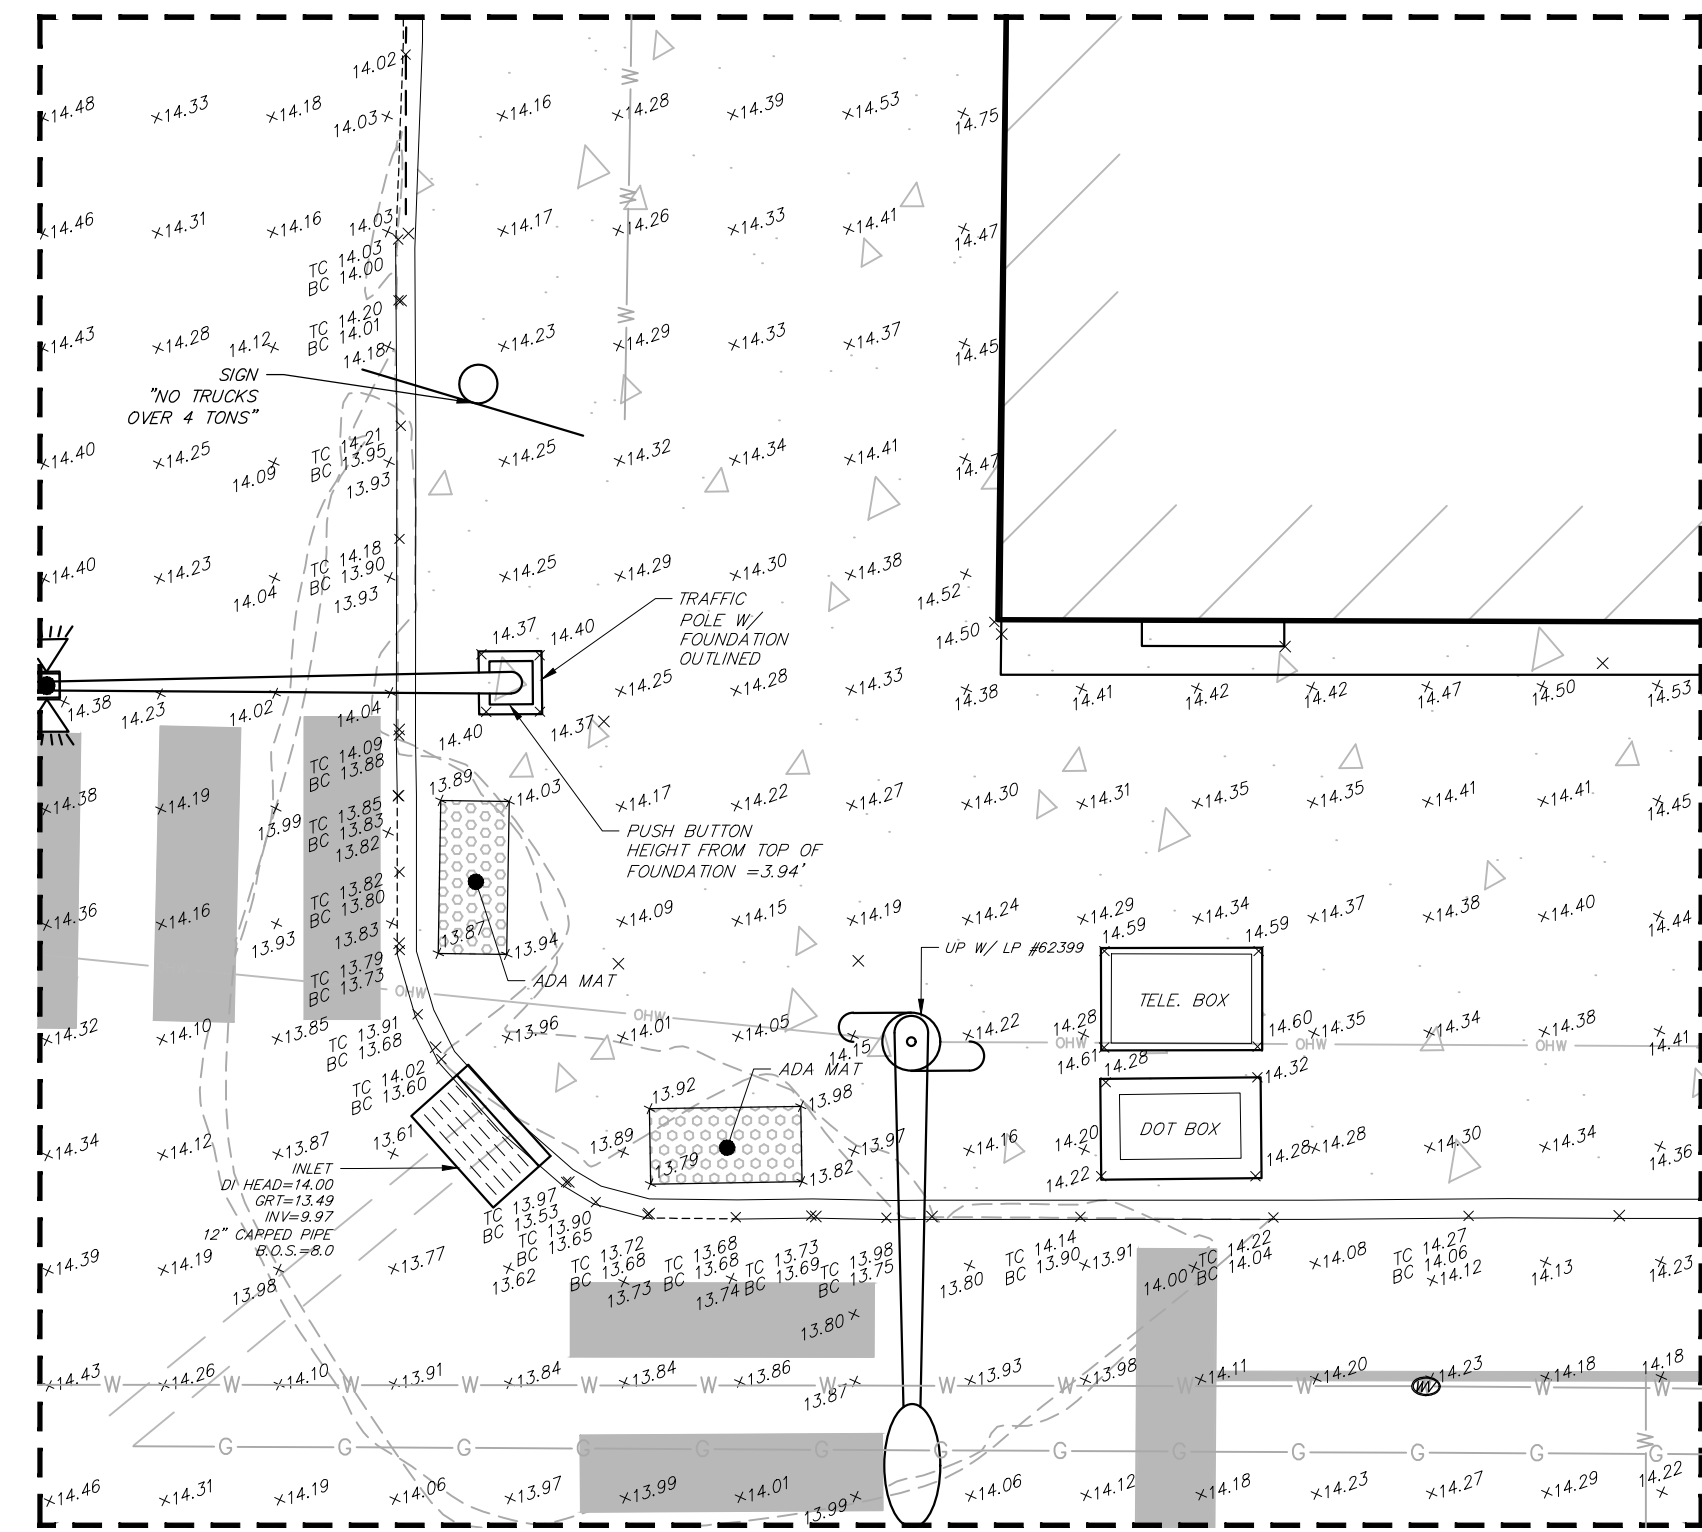 14.02
14.48 14.33 14.18 14.03 14.16 14.28 14.39 14.53 14.75
14.46 14.31 14.16 14.03 14.17 14.26 14.33 14.41 14.47
TC 14.03
BC 14.00
TC 14.20
BC 14.01
14.43 14.28 14.12 14.18 14.23 14.29 14.33 14.37 14.45
SIGN
"NO TRUCKS
OVER 4 TONS"
TC 14.21
BC 13.95
14.40 14.25 14.09 13.93 14.25 14.32 14.34 14.41 14.47
TC 14.18
BC 13.90
14.40 14.23 14.04 13.93 14.25 14.29 14.30 14.38 14.52
TRAFFIC
POLE W/
FOUNDATION
OUTLINED
14.37 14.40 14.50
14.38 14.23 14.02 14.04 14.25 14.28 14.33 14.38 14.41 14.42 14.42 14.47 14.50 14.53
14.40 14.37
TC 14.09
BC 13.88
13.89 14.03
14.38 14.19 13.99 14.17 14.22 14.27 14.30 14.31 14.35 14.35 14.41 14.41 14.45
TC 13.85
BC 13.83
13.82
PUSH BUTTON
HEIGHT FROM TOP OF
FOUNDATION =3.94'
TC 13.82
BC 13.80
14.36 14.16 13.93 13.83 13.87 13.94 14.09 14.15 14.19 14.24 14.29 14.34 14.37 14.38 14.40 14.44
14.59 14.59
UP W/ LP #62399
TC 13.79
BC 13.73
ADA MAT
OHW OHW OHW OHW OHW
TELE. BOX
14.32 14.10 13.85 13.96 14.01 14.05 14.15 14.22 14.28 14.60 14.35 14.34 14.38 14.41
TC 13.91
BC 13.68
14.61 14.28 14.32
ADA MAT
TC 14.02
BC 13.60
13.92 13.98
DOT BOX
14.34 14.12 13.87 13.61 13.89 13.79 13.82 13.97 14.16 14.20 14.28 14.28 14.30 14.34 14.36
14.22
INLET
DI HEAD=14.00
GRT=13.49
INV=9.97
12" CAPPED PIPE
B.O.S.=8.0
TC 13.97
BC 13.53
TC 13.90
BC 13.65
TC 13.72
BC 13.68
TC 13.68
BC 13.68
TC 13.73
BC 13.69
TC 13.98
BC 13.75
TC 14.14
BC 13.90
TC 14.22
BC 14.04
TC 14.27
BC 14.06
14.39 14.19 13.98 13.77 13.62 13.73 13.74 13.80 13.80 13.91 14.00 14.08 14.12 14.13 14.23
14.43 14.26 14.10 13.91 13.84 13.84 13.86 13.87 13.93 13.98 14.11 14.20 14.23 14.18 14.18
W W W W W W W W W W W W W
WV
G G G G G G G G G G G G G
14.46 14.31 14.19 14.06 13.97 13.99 14.01 13.99 14.06 14.12 14.18 14.23 14.27 14.29 14.22
W W W W